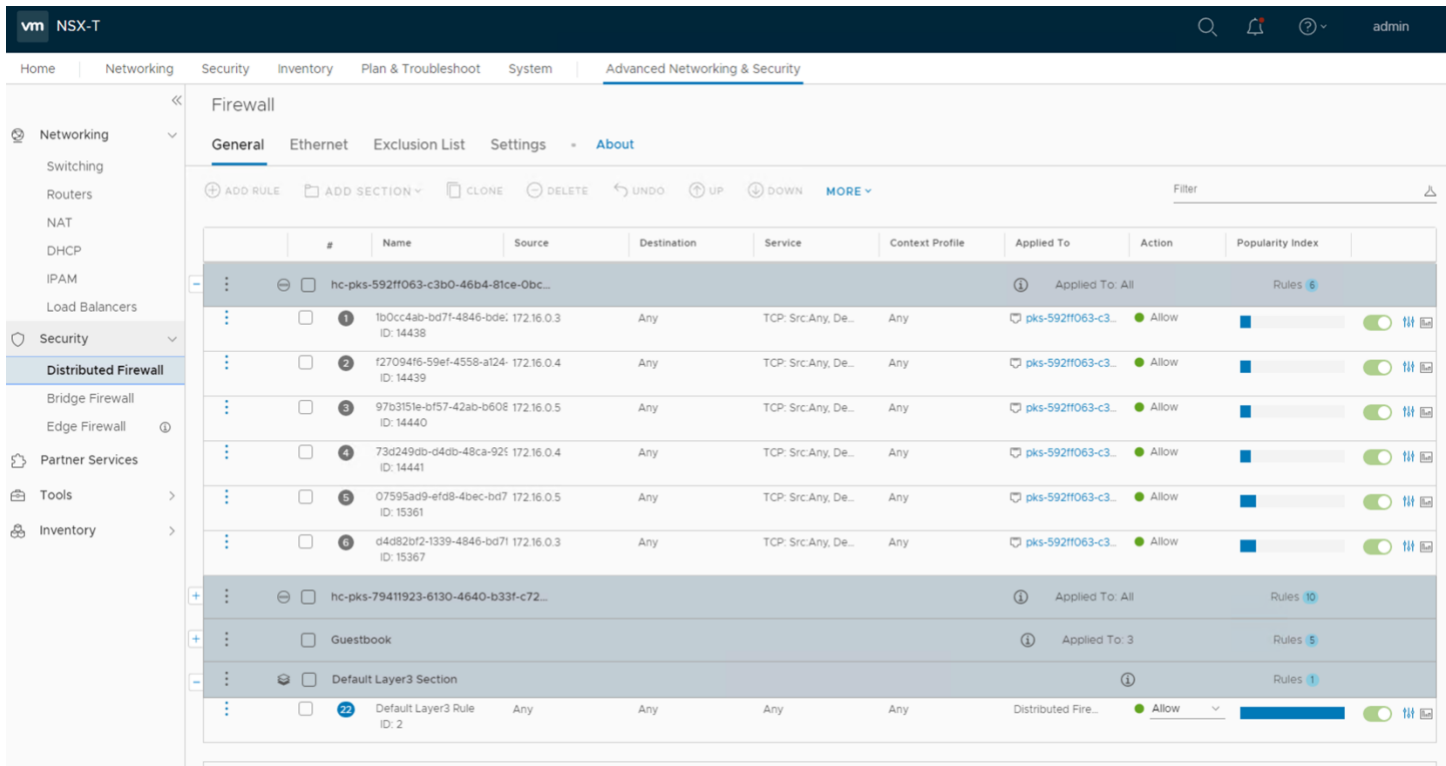 vm NSX-T admin
Home Networking Security Inventory Plan & Troubleshoot System Advanced Networking & Security
Networking
Switching
Routers
NAT
DHCP
IPAM
Load Balancers
Security
Distributed Firewall
Bridge Firewall
Edge Firewall
Partner Services
Tools
Inventory
Firewall
General Ethernet Exclusion List Settings About
ADD RULE ADD SECTION CLONE DELETE UNDO UP DOWN MORE Filter
# Name Source Destination Service Context Profile Applied To Action Popularity Index
hc-pks-592ff063-c3b0-46b4-81ce-0bc... Applied To: All Rules 6
1 1b0cc4ab-bd7f-4846-bde 172.16.0.3 Any TCP: Src:Any, De... Any pks-592ff063-c3... Allow
ID: 14438
2 f27094f6-59ef-4558-a124- 172.16.0.4 Any TCP: Src:Any, De... Any pks-592ff063-c3... Allow
ID: 14439
3 97b3151e-bf57-42ab-b608 172.16.0.5 Any TCP: Src:Any, De... Any pks-592ff063-c3... Allow
ID: 14440
4 73d249db-d4db-48ca-929 172.16.0.4 Any TCP: Src:Any, De... Any pks-592ff063-c3... Allow
ID: 14441
5 07595ad9-efd8-4bec-bd7 172.16.0.5 Any TCP: Src:Any, De... Any pks-592ff063-c3... Allow
ID: 15361
6 d4d82bf2-1339-4846-bd71 172.16.0.3 Any TCP: Src:Any, De... Any pks-592ff063-c3... Allow
ID: 15367
hc-pks-79411923-6130-4640-b33f-c72... Applied To: All Rules 10
Guestbook Applied To: 3 Rules 5
Default Layer3 Section Rules 1
22 Default Layer3 Rule Any Any Any Any Distributed Fire... Allow
ID: 2